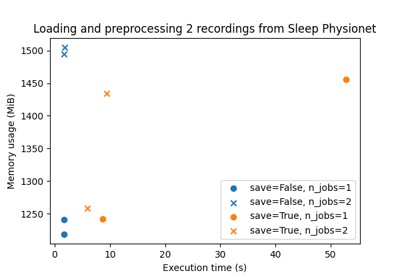 Loading and preprocessing 2 recordings from Sleep Physionet
1500
1450
1400
1350
1300
1250
Memory usage (MiB)
save=False, n_jobs=1
save=False, n_jobs=2
save=True, n_jobs=1
save=True, n_jobs=2
0 10 20 30 40 50
Execution time (s)